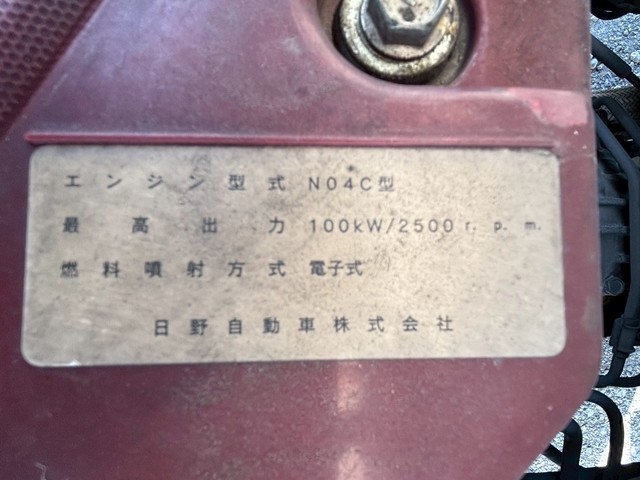 エンジン型式 N04C型
最高出力 100kW/2500r.p.m.
燃料噴射方式 電子式
日野自動車株式会社